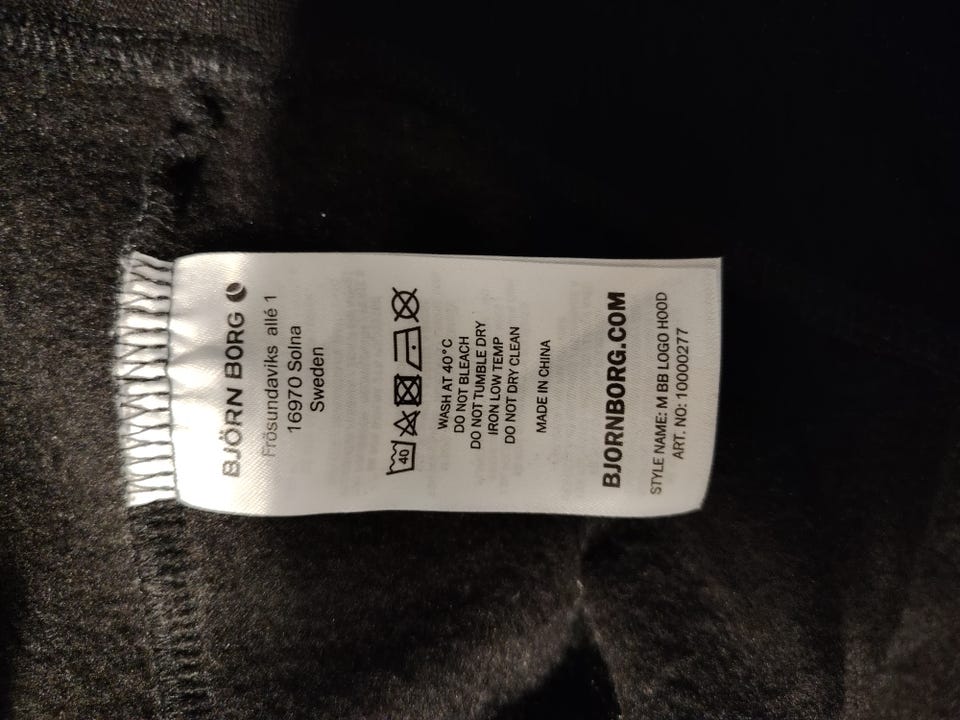 BJÖRN BORG
Frösundaviks allé 1
16970 Solna
Sweden
40
WASH AT 40°C
DO NOT BLEACH
DO NOT TUMBLE DRY
IRON LOW TEMP
DO NOT DRY CLEAN
MADE IN CHINA
BJORNBORG.COM
STYLE NAME: M BB LOGO HOOD
ART. NO: 10000277